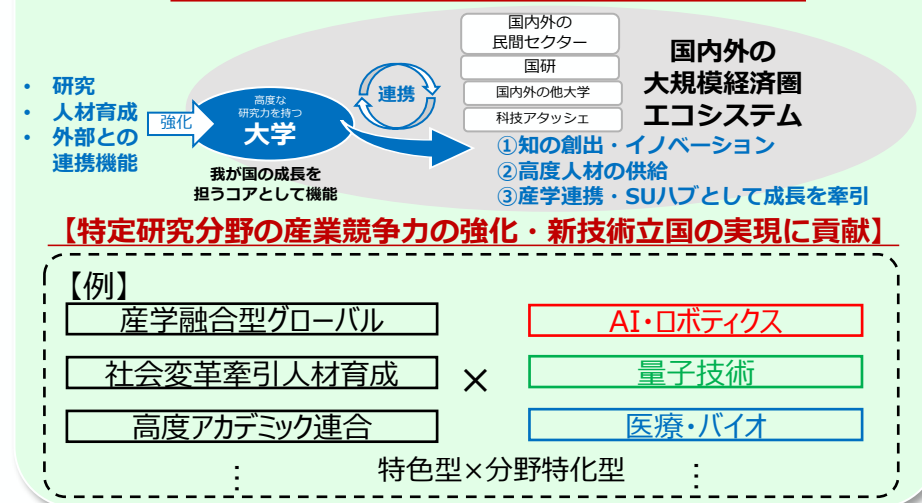 国内外の
民間セクター
国研
国内外の他大学
科技アタッシェ
国内外の
大規模経済圏
エコシステム
・ 研究
・ 人材育成
・ 外部との
連携機能
強化
高度な
研究力を持つ
大学
連携
我が国の成長を
担うコアとして機能
①知の創出・イノベーション
②高度人材の供給
③産学連携・SUハブとして成長を牽引
【特定研究分野の産業競争力の強化・新技術立国の実現に貢献】
【例】
産学融合型グローバル
社会変革牽引人材育成
高度アカデミック連合
×
AI・ロボティクス
量子技術
医療・バイオ
⋮ 特色型×分野特化型 ⋮